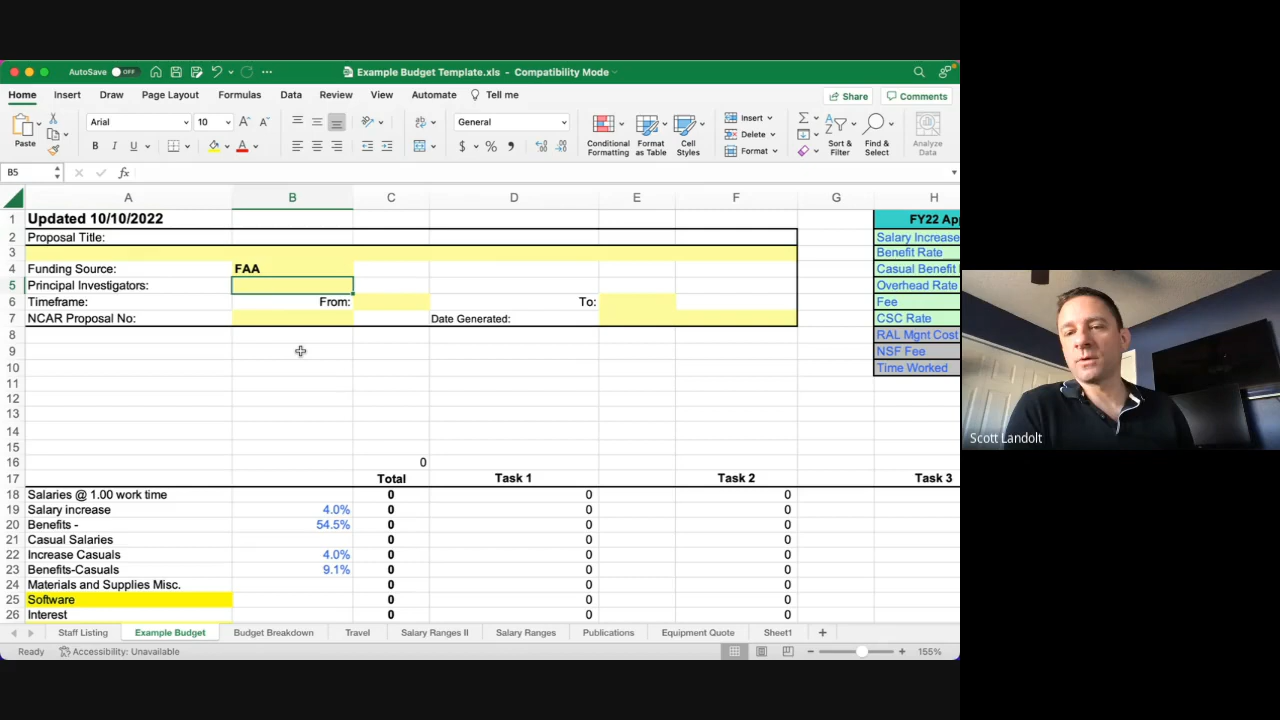 AutoSave OFF Example Budget Template.xls - Compatibility Mode
Home Insert Draw Page Layout Formulas Data Review View Automate Tell me Share Comments
Paste Arial 10 General Conditional Formatting Format as Table Cell Styles Insert Delete Format Sort & Filter Find & Select Analyze Data
B I U A $ %
B5 fx
A B C D E F G H
1 Updated 10/10/2022 FY22 App
2 Proposal Title: Salary Increase
3 Benefit Rate
4 Funding Source: FAA Casual Benefit
5 Principal Investigators: Overhead Rate
6 Timeframe: From: To: Fee
7 NCAR Proposal No: Date Generated: CSC Rate
8 RAL Mgmt Cost
9 NSF Fee
10 Time Worked
11
12
13
14
15
16 0
17 Total Task 1 Task 2 Task 3
18 Salaries @ 1.00 work time 0 0 0
19 Salary increase 4.0% 0 0 0
20 Benefits - 54.5% 0 0 0
21 Casual Salaries 0 0 0
22 Increase Casuals 4.0% 0 0 0
23 Benefits-Casuals 9.1% 0 0 0
24 Materials and Supplies Misc. 0 0 0
25 Software 0 0 0
26 Interest 0 0 0
Staff Listing Example Budget Budget Breakdown Travel Salary Ranges II Salary Ranges Publications Equipment Quote Sheet1 +
Ready Accessibility: Unavailable 155%
Scott Landolt